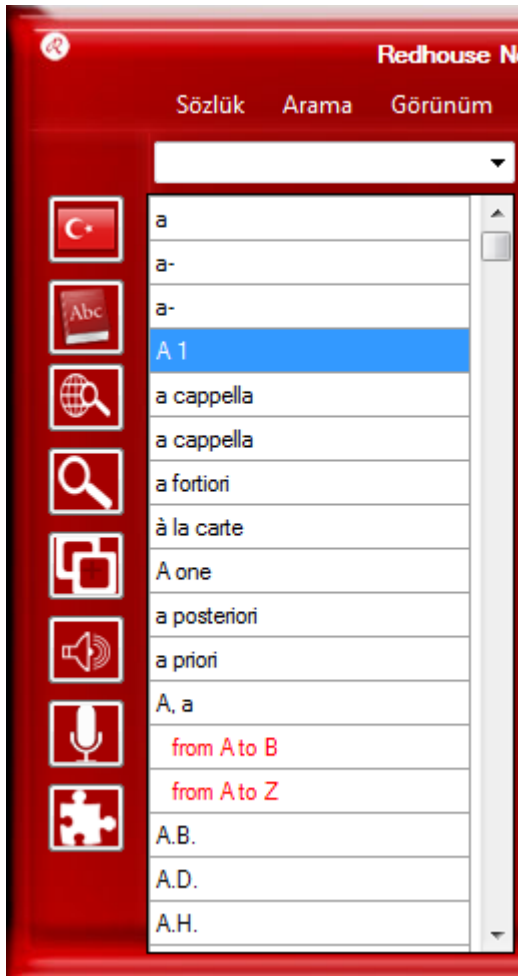 Redhouse
Sözlük Arama Görünüm
Abc
a
a-
a-
A 1
a cappella
a cappella
a fortiori
à la carte
A one
a posteriori
a priori
A, a
from A to B
from A to Z
A.B.
A.D.
A.H.